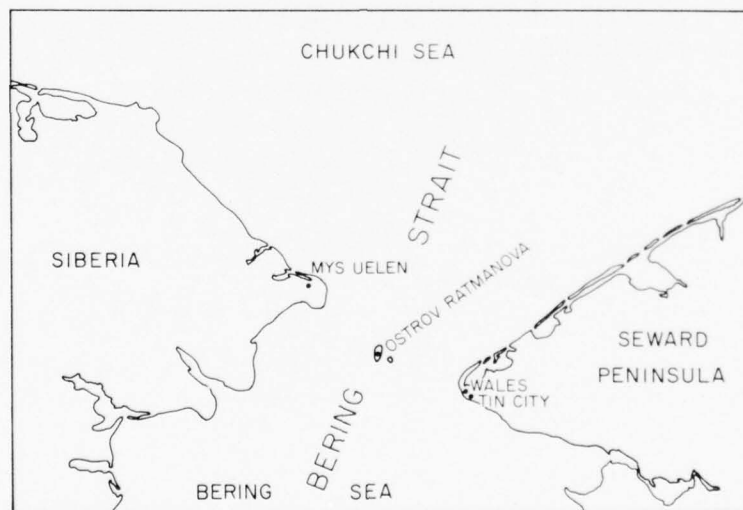 CHUKCHI SEA
STRAIT
SIBERIA
MYS UELEN
OSTROV RATMANOVA
SEWARD
PENINSULA
WALES
TIN CITY
BERING
BERING SEA